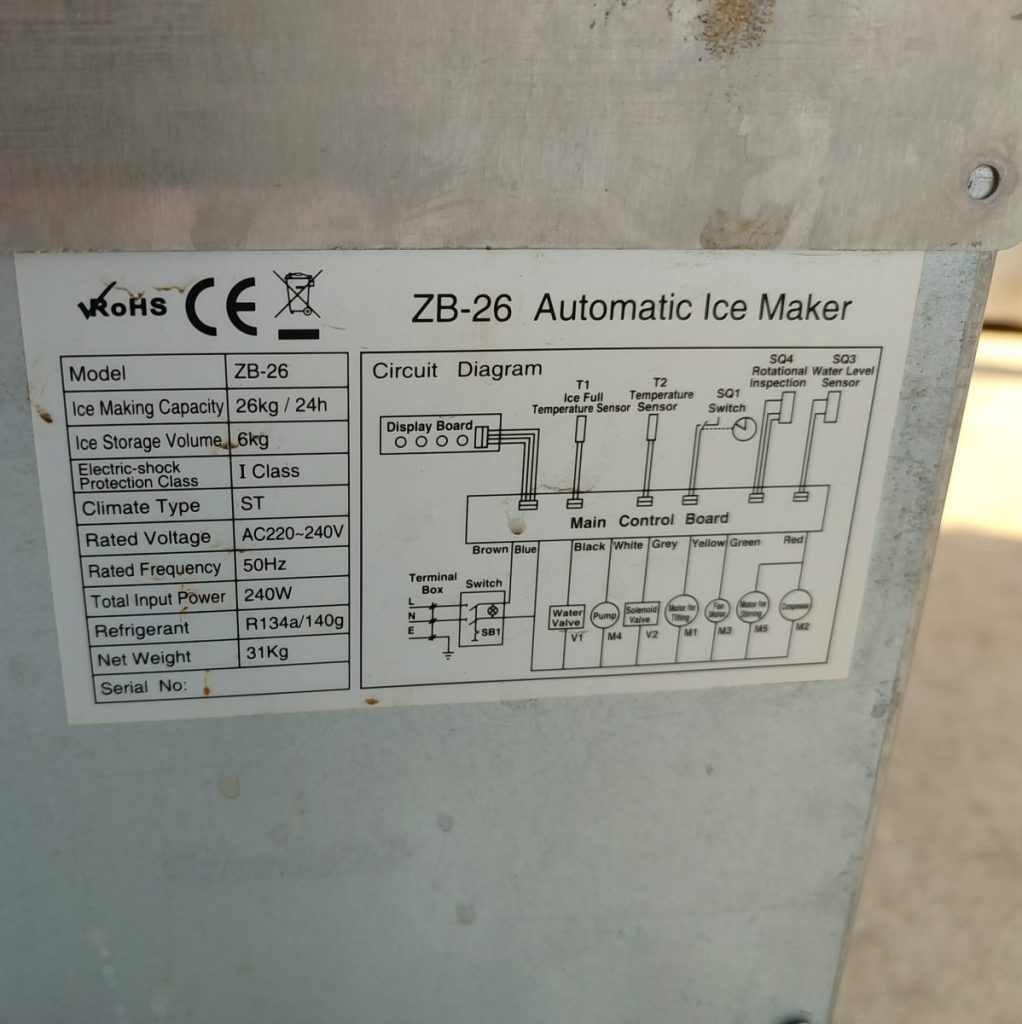 RoHS CE
ZB-26 Automatic Ice Maker
Model ZB-26
Ice Making Capacity 26kg / 24h
Ice Storage Volume 6kg
Electric-shock
Protection Class I Class
Climate Type ST
Rated Voltage AC220~240V
Rated Frequency 50Hz
Total Input Power 240W
Refrigerant R134a/140g
Net Weight 31Kg
Serial No:
Circuit Diagram
Display Board
T1
Ice Full
Temperature Sensor
T2
Temperature
Sensor
SQ1
Switch
SQ4
Rotational
Inspection
SQ3
Water Level
Sensor
Main Control Board
Brown Blue Black White Grey Yellow Green Red
Terminal
Box
L
N
E
Switch
SB1
Water
Valve
V1
Pump
M4
Solenoid
Valve
V2
Motor for
Tilting
M1
Fan
Motor
M3
Motor for
Stirring
M5
Compressor
M2